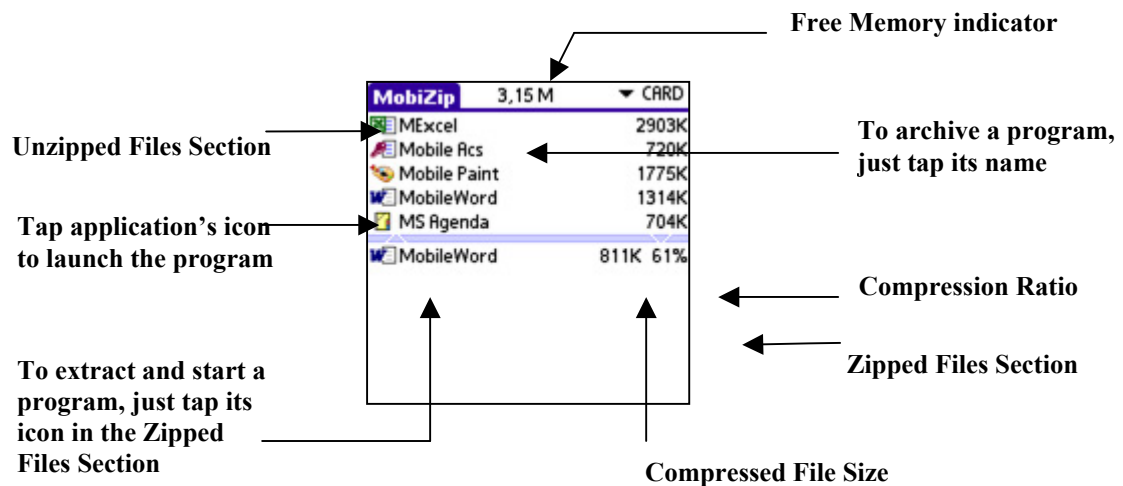 Free Memory indicator
MobiZip 3,15 M CARD
MExcel 2903K
Mobile Acs 720K
Mobile Paint 1775K
MobileWord 1314K
MS Agenda 704K
MobileWord 811K 61%
Unzipped Files Section
To archive a program,
just tap its name
Tap application’s icon
to launch the program
Compression Ratio
Zipped Files Section
To extract and start a
program, just tap its
icon in the Zipped
Files Section
Compressed File Size